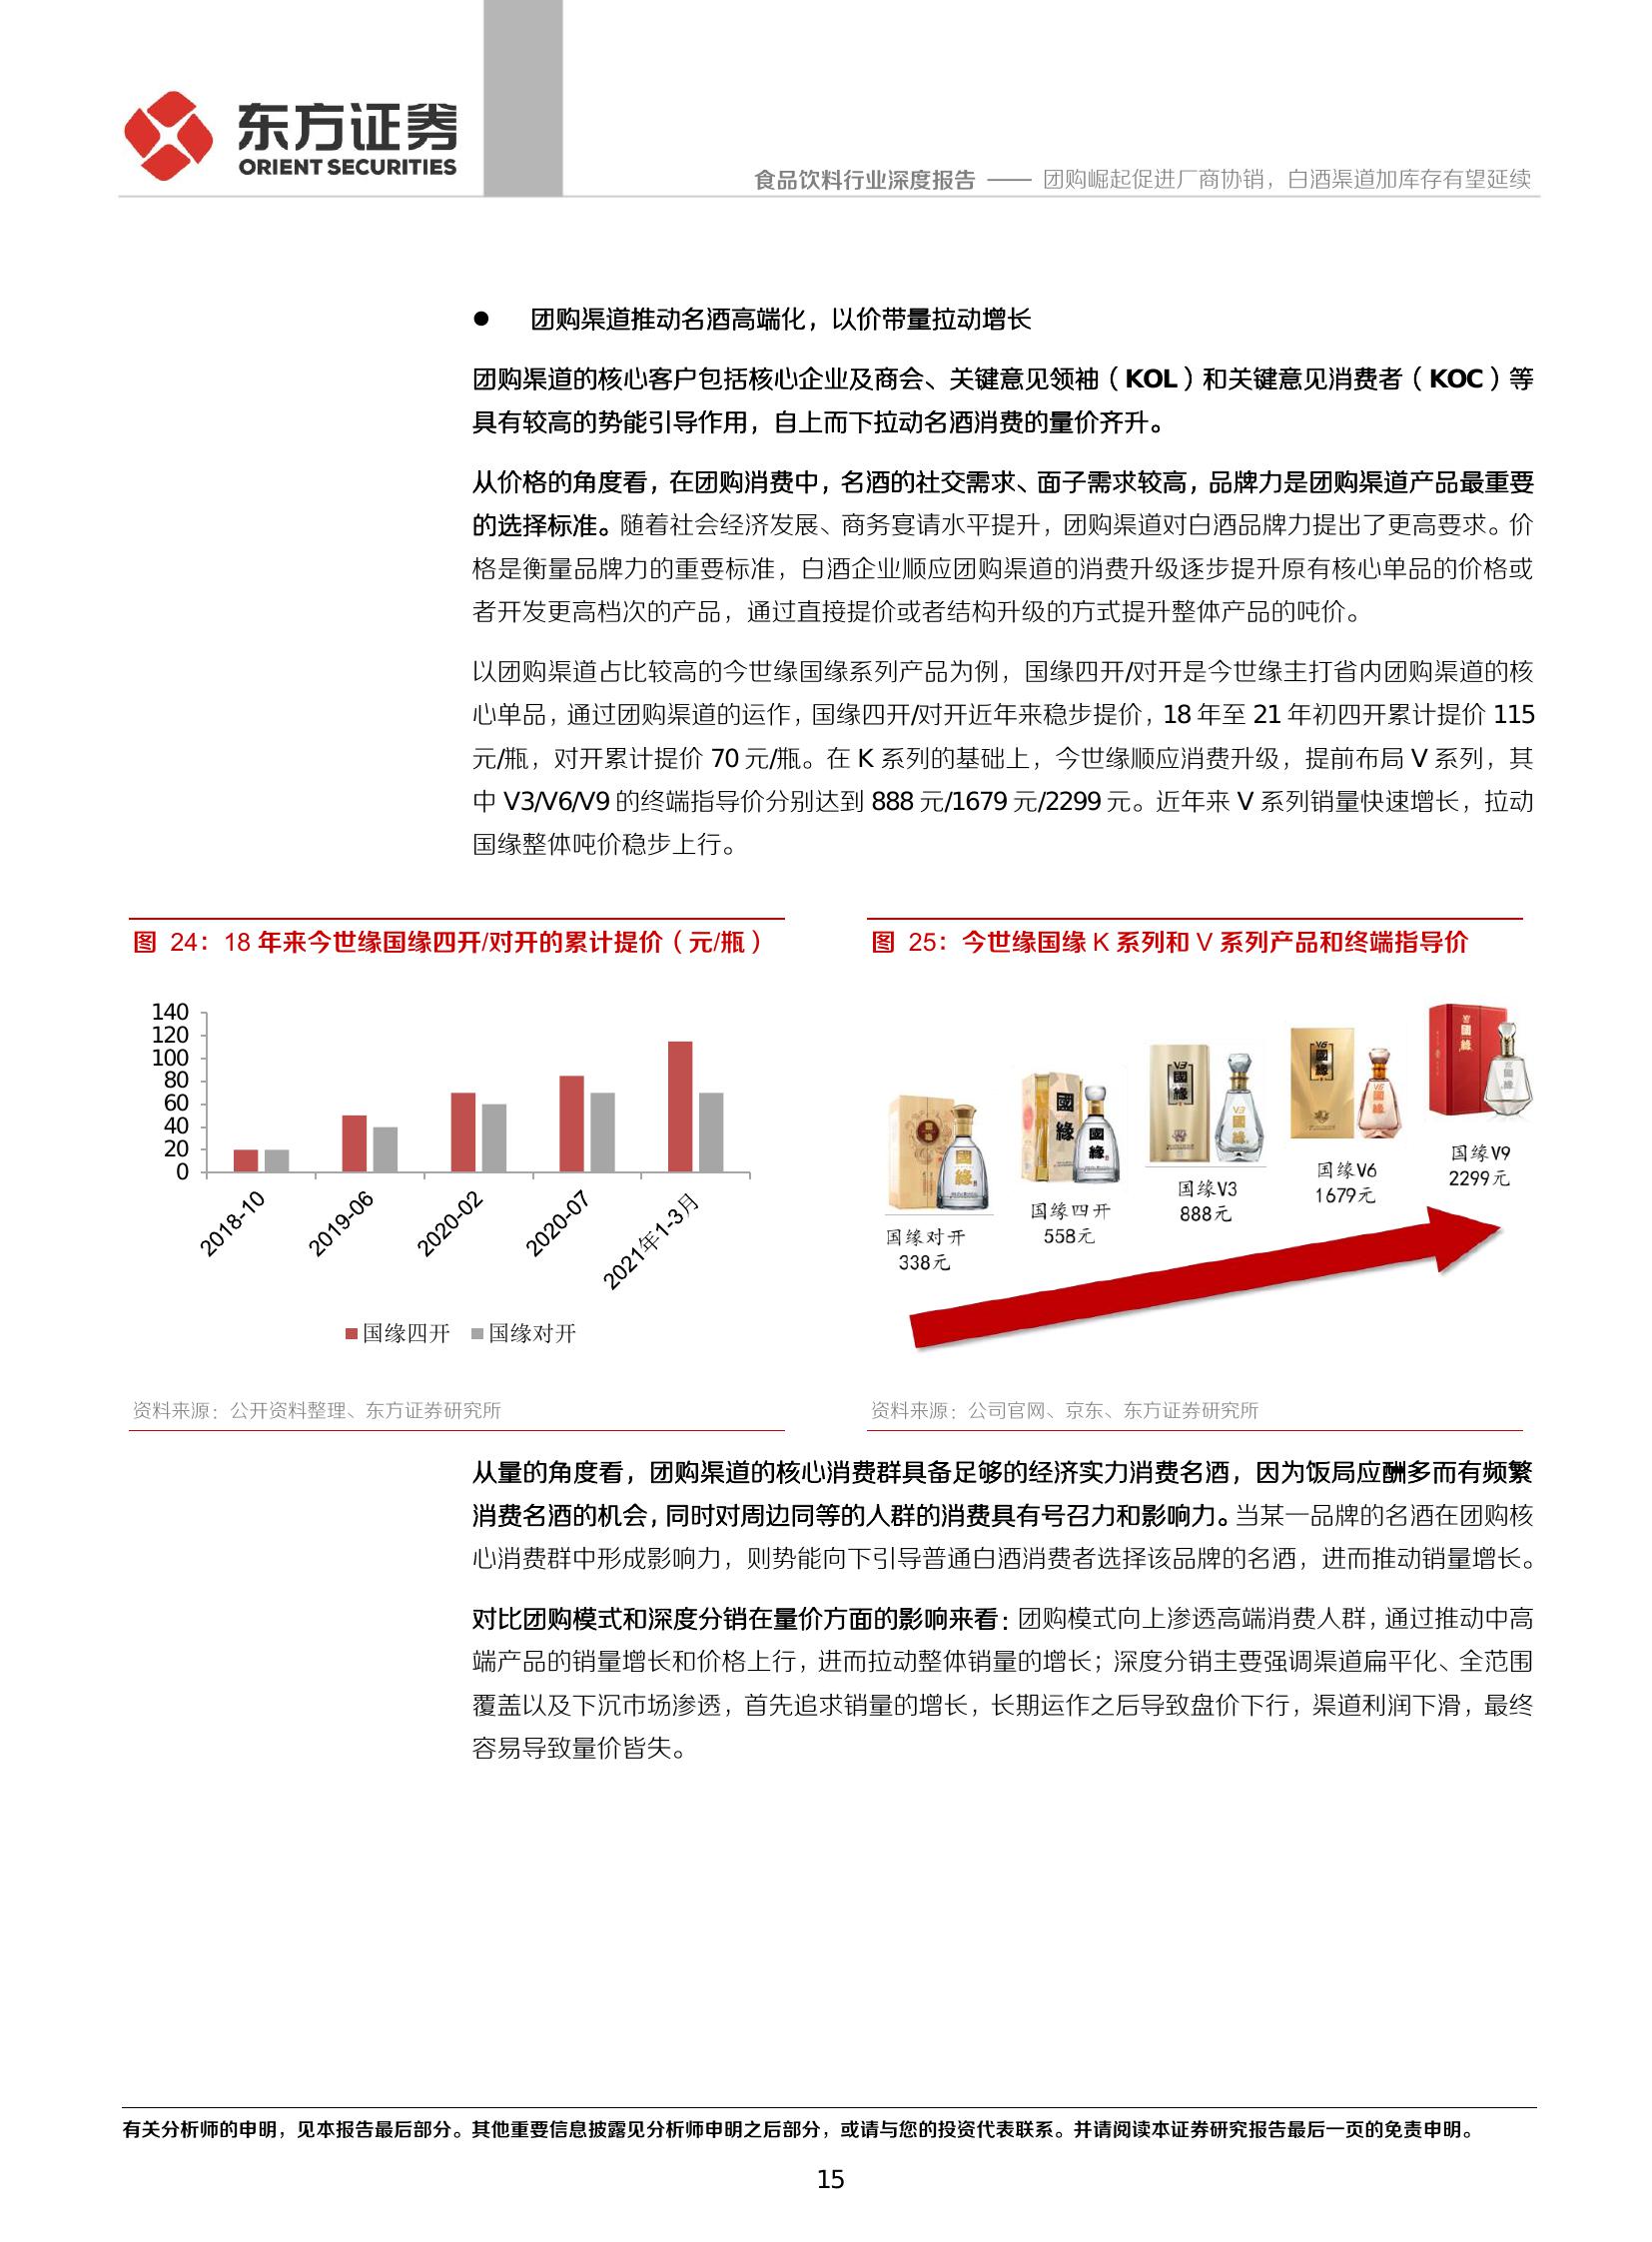 东方证券
ORIENT SECURITIES
食品饮料行业深度报告 —— 团购崛起促进厂商协销，白酒渠道加库存有望延续
● 团购渠道推动名酒高端化，以价带量拉动增长
团购渠道的核心客户包括核心企业及商会、关键意见领袖（KOL）和关键意见消费者（KOC）等
具有较高的势能引导作用，自上而下拉动名酒消费的量价齐升。
从价格的角度看，在团购消费中，名酒的社交需求、面子需求较高，品牌力是团购渠道产品最重要
的选择标准。随着社会经济发展、商务宴请水平提升，团购渠道对白酒品牌力提出了更高要求。价
格是衡量品牌力的重要标准，白酒企业顺应团购渠道的消费升级逐步提升原有核心单品的价格或
者开发更高档次的产品，通过直接提价或者结构升级的方式提升整体产品的吨价。
以团购渠道占比较高的今世缘国缘系列产品为例，国缘四开/对开是今世缘主打省内团购渠道的核
心单品，通过团购渠道的运作，国缘四开/对开近年来稳步提价，18 年至 21 年初四开累计提价 115
元/瓶，对开累计提价 70 元/瓶。在 K 系列的基础上，今世缘顺应消费升级，提前布局 V 系列，其
中 V3/V6/V9 的终端指导价分别达到 888 元/1679 元/2299 元。近年来 V 系列销量快速增长，拉动
国缘整体吨价稳步上行。
图 24：18 年来今世缘国缘四开/对开的累计提价（元/瓶）
140
120
100
80
60
40
20
0
2018-10
2019-06
2020-02
2020-07
2021年1-3月
国缘四开 国缘对开
资料来源：公开资料整理、东方证券研究所
图 25：今世缘国缘 K 系列和 V 系列产品和终端指导价
国缘对开
338元
国缘四开
558元
国缘V3
888元
国缘V6
1679元
国缘V9
2299元
资料来源：公司官网、京东、东方证券研究所
从量的角度看，团购渠道的核心消费群具备足够的经济实力消费名酒，因为饭局应酬多而有频繁
消费名酒的机会，同时对周边同等的人群的消费具有号召力和影响力。当某一品牌的名酒在团购核
心消费群中形成影响力，则势能向下引导普通白酒消费者选择该品牌的名酒，进而推动销量增长。
对比团购模式和深度分销在量价方面的影响来看：团购模式向上渗透高端消费人群，通过推动中高
端产品的销量增长和价格上行，进而拉动整体销量的增长；深度分销主要强调渠道扁平化、全范围
覆盖以及下沉市场渗透，首先追求销量的增长，长期运作之后导致盘价下行，渠道利润下滑，最终
容易导致量价皆失。
有关分析师的申明，见本报告最后部分。其他重要信息披露见分析师申明之后部分，或请与您的投资代表联系。并请阅读本证券研究报告最后一页的免责申明。
15